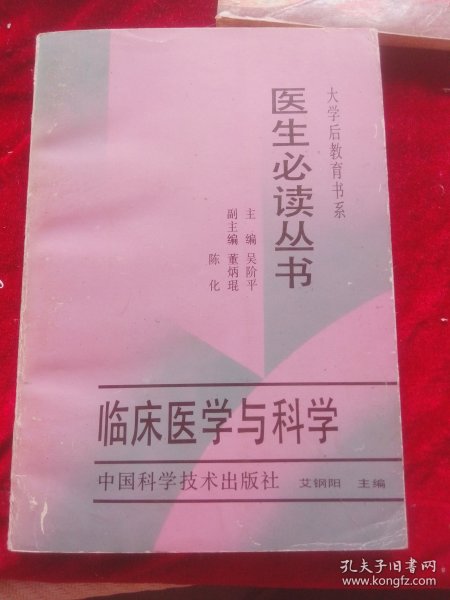 大学后教育书系
医生必读丛书
主编 吴阶平
副主编 董炳琨
陈化
临床医学与科学
中国科学技术出版社 艾钢阳 主编
孔夫子旧书网
www.kongfz.com